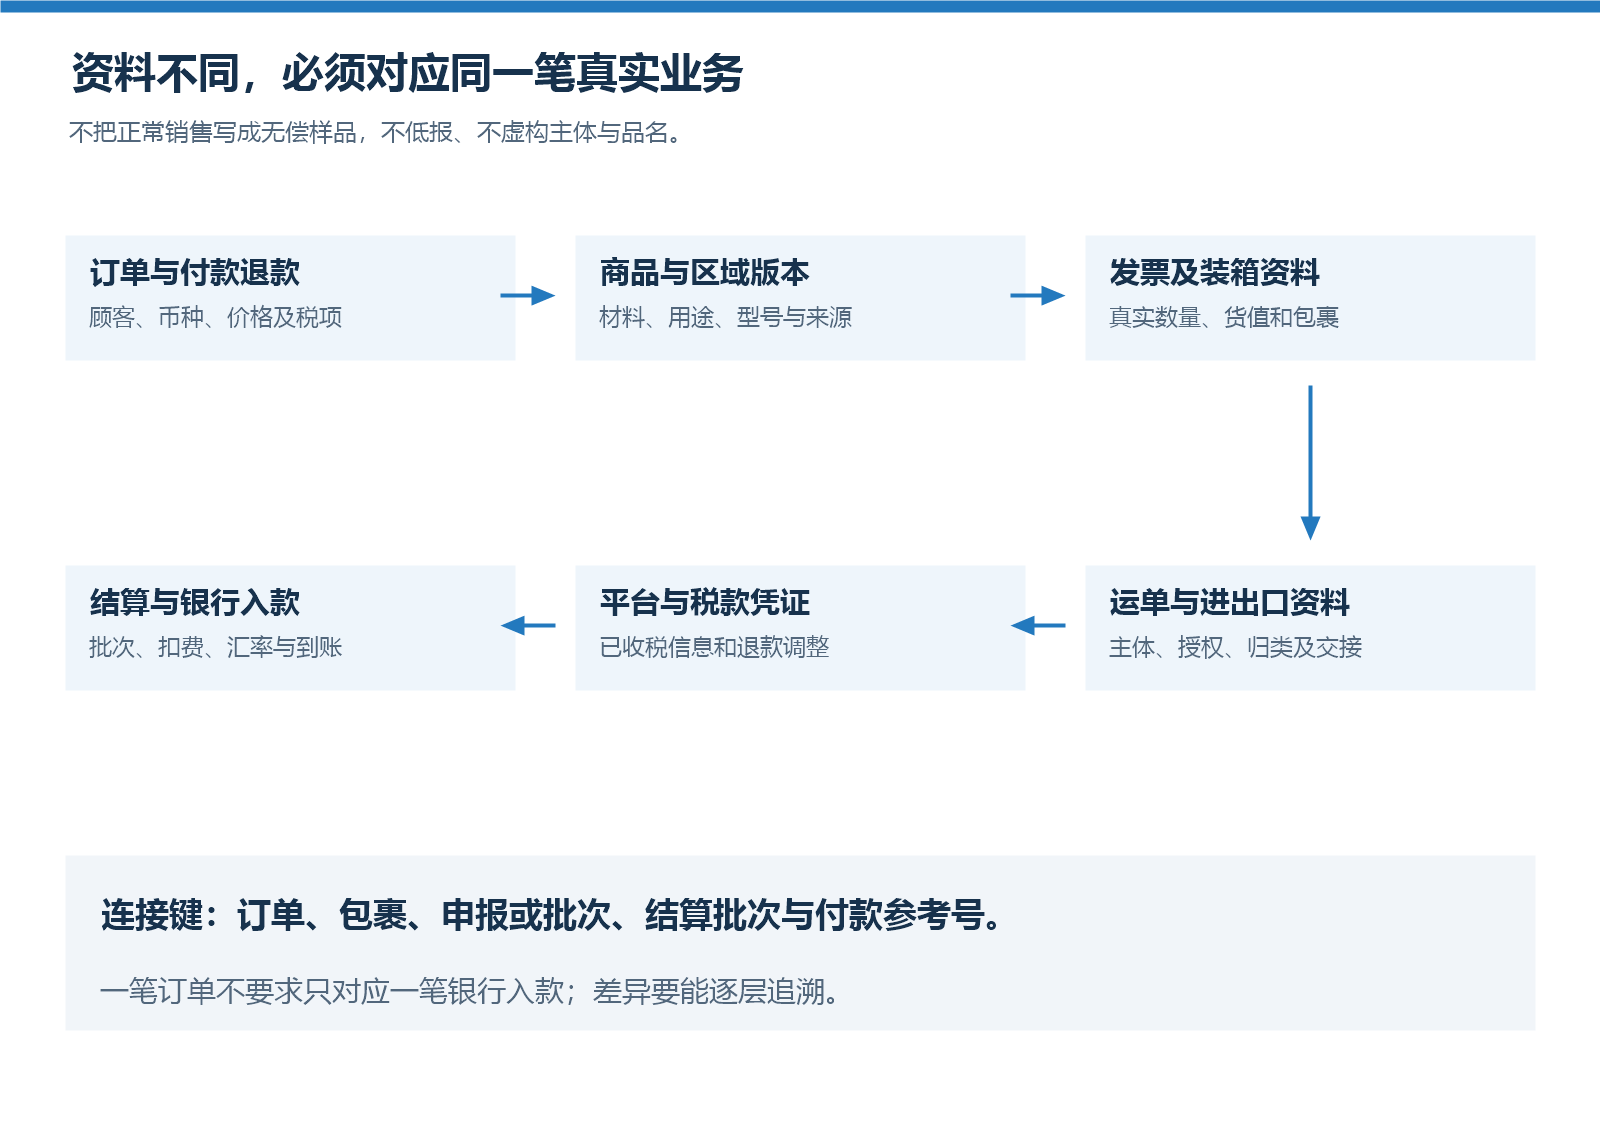 资料不同，必须对应同一笔真实业务
不把正常销售写成无偿样品，不低报、不虚构主体与品名。
订单与付款退款
顾客、币种、价格及税项
商品与区域版本
材料、用途、型号与来源
发票及装箱资料
真实数量、货值和包裹
结算与银行入款
批次、扣费、汇率与到账
平台与税款凭证
已收税信息和退款调整
运单与进出口资料
主体、授权、归类及交接
连接键：订单、包裹、申报或批次、结算批次与付款参考号。
一笔订单不要求只对应一笔银行入款；差异要能逐层追溯。